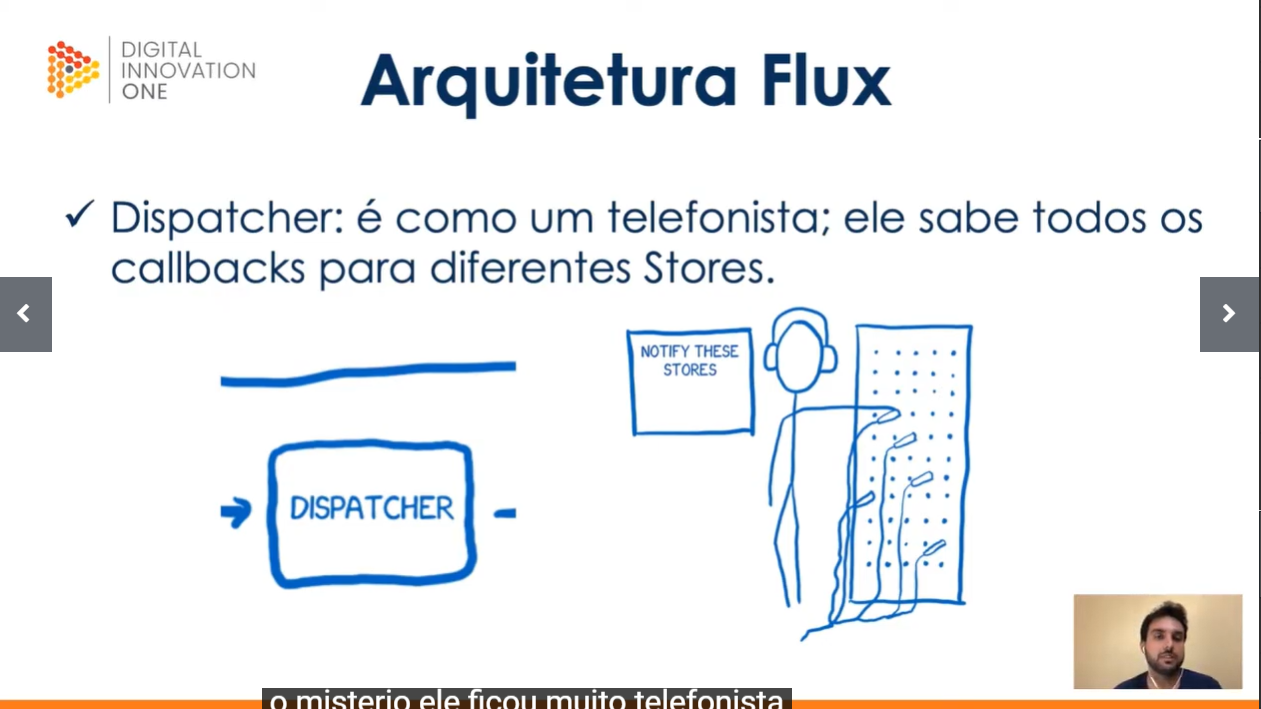 DIGITAL
INNOVATION
ONE
Arquitetura Flux
✓ Dispatcher: é como um telefonista; ele sabe todos os
callbacks para diferentes Stores.
NOTIFY THESE
STORES
DISPATCHER
o misterio ele ficou muito telefonista